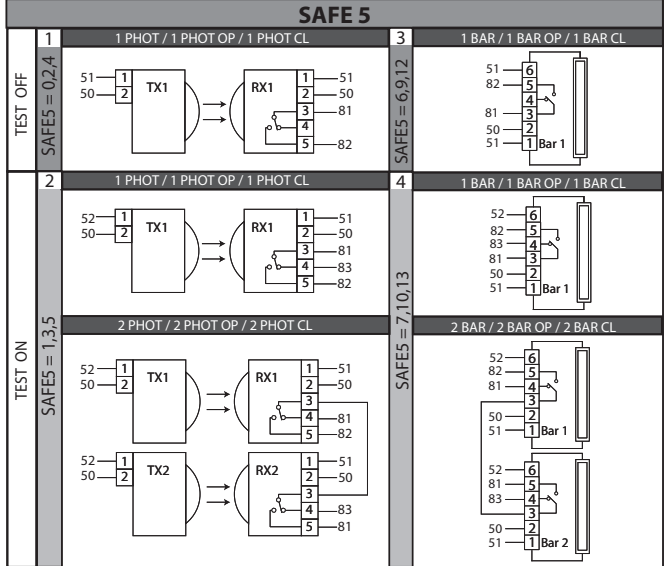 SAFE 5
TEST OFF
1
SAFE5 = 0,2,4
1 PHOT / 1 PHOT OP / 1 PHOT CL
51 1 TX1 RX1 1 51
50 2 2 50
3 81
4
5 82
3
SAFE5 = 6,9,12
1 BAR / 1 BAR OP / 1 BAR CL
51 6
82 5
4
81 3
50 2
51 1 Bar 1
TEST ON
2
SAFE5 = 1,3,5
1 PHOT / 1 PHOT OP / 1 PHOT CL
52 1 TX1 RX1 1 51
50 2 2 50
3 81
4 83
5 82
2 PHOT / 2 PHOT OP / 2 PHOT CL
52 1 TX1 RX1 1 51
50 2 2 50
3
4 81
5 82
52 1 TX2 RX2 1 51
50 2 2 50
3
4 83
5 81
4
SAFE5 = 7,10,13
1 BAR / 1 BAR OP / 1 BAR CL
52 6
82 5
83 4
81 3
50 2
51 1 Bar 1
2 BAR / 2 BAR OP / 2 BAR CL
52 6
82 5
81 4
3
50 2
51 1 Bar 1
52 6
81 5
83 4
3
50 2
51 1 Bar 2